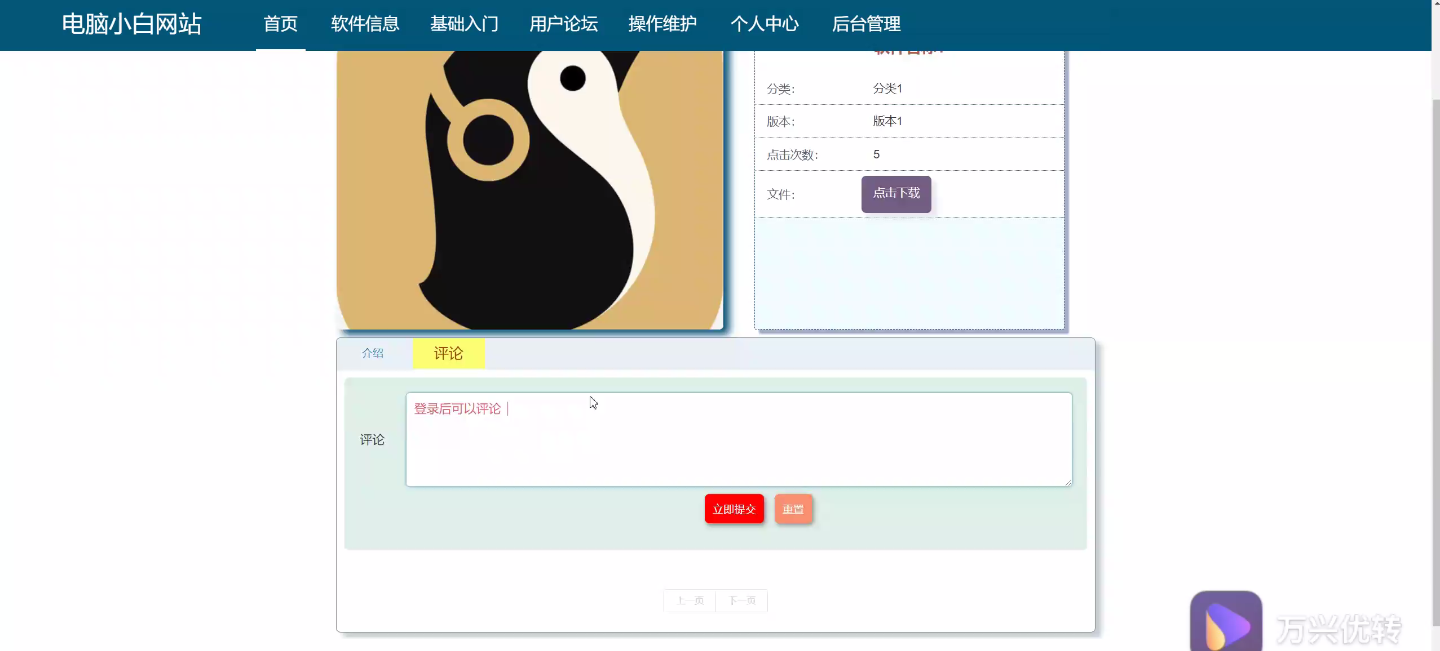 电脑小白网站 首页 软件信息 基础入门 用户论坛 操作维护 个人中心 后台管理
分类： 分类1
版本： 版本1
点击次数： 5
文件： 点击下载
介绍 评论
登录后可以评论
评论
立即提交 重置
上一页 下一页
万兴优转